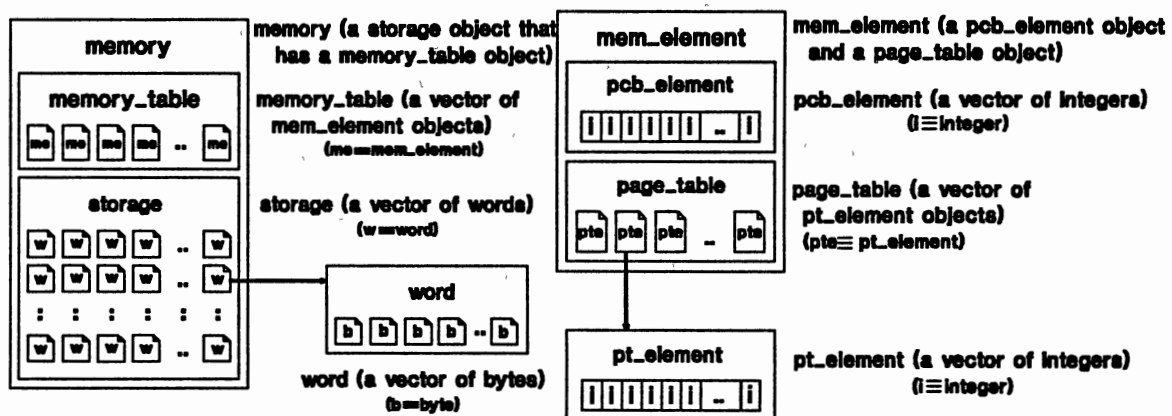 memory
memory (a storage object that
has a memory_table object)
memory_table
me me me me .. me
memory_table (a vector of
mem_element objects)
(me==mem_element)
storage
w w w w .. w
w w w w .. w
: : : : : :
w w w w .. w
storage (a vector of words)
(w==word)
word
b b b b .. b
word (a vector of bytes)
(b==byte)
mem_element
mem_element (a pcb_element object
and a page_table object)
pcb_element
i i i i i i .. i
pcb_element (a vector of integers)
(i≡integer)
page_table
pte pte pte .. pte
page_table (a vector of
pt_element objects)
(pte≡ pt_element)
pt_element
i i i i i i .. i
pt_element (a vector of integers)
(i≡integer)